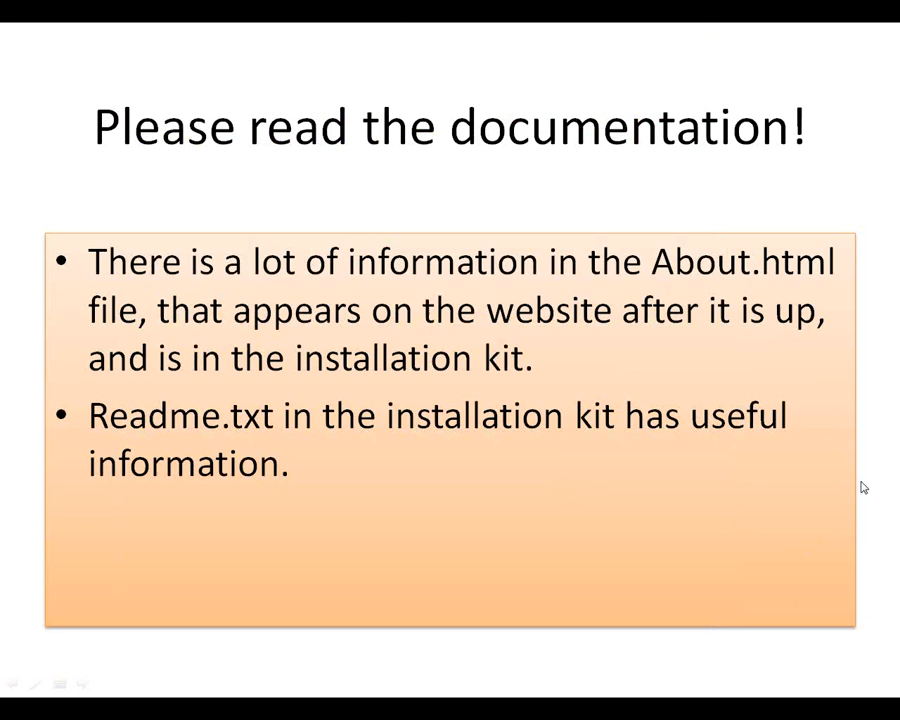 Please read the documentation!
• There is a lot of information in the About.html
file, that appears on the website after it is up,
and is in the installation kit.
• Readme.txt in the installation kit has useful
information.